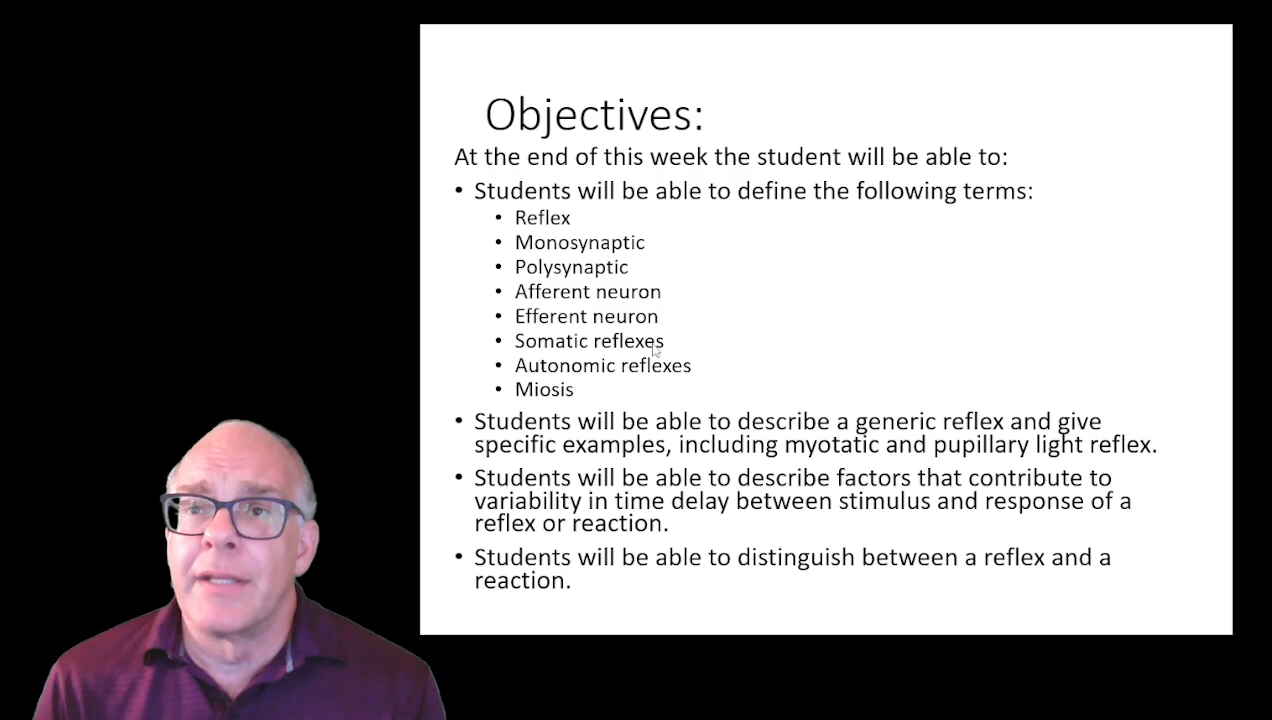 Objectives:
At the end of this week the student will be able to:
• Students will be able to define the following terms:
• Reflex
• Monosynaptic
• Polysynaptic
• Afferent neuron
• Efferent neuron
• Somatic reflexes
• Autonomic reflexes
• Miosis
• Students will be able to describe a generic reflex and give
specific examples, including myotatic and pupillary light reflex.
• Students will be able to describe factors that contribute to
variability in time delay between stimulus and response of a
reflex or reaction.
• Students will be able to distinguish between a reflex and a
reaction.